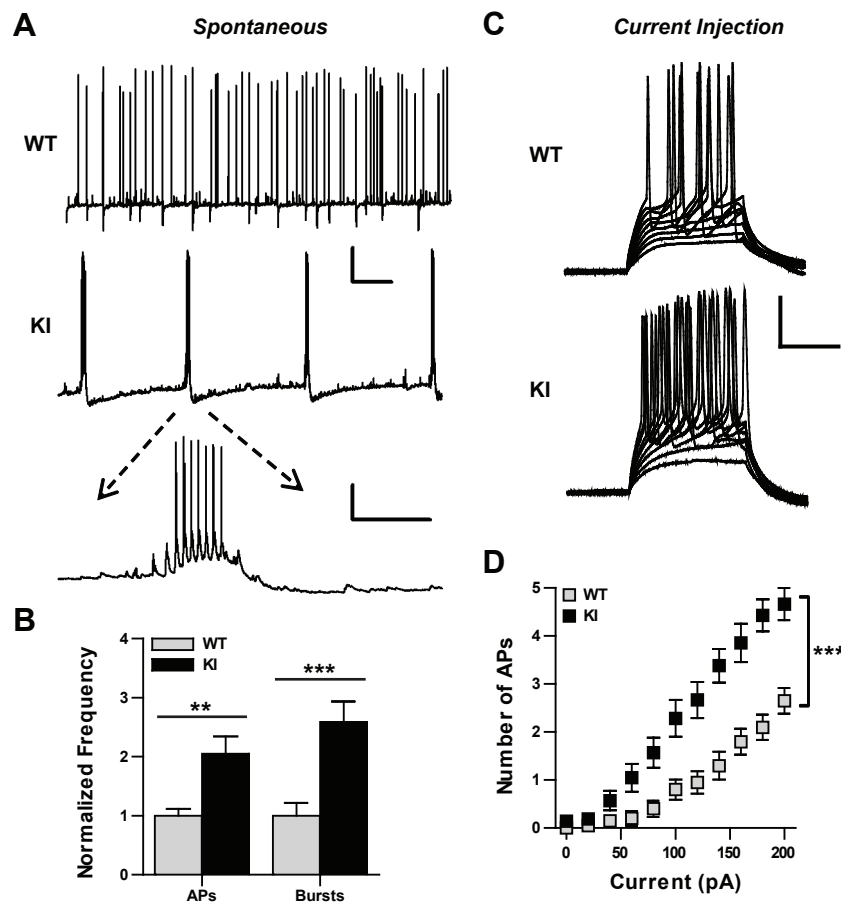 A
Spontaneous
WT
KI
B
Normalized Frequency
4
3
2
1
0
WT
KI
**
***
APs
Bursts
C
Current Injection
WT
KI
D
Number of APs
5
4
3
2
1
0
WT
KI
***
0
50
100
150
200
Current (pA)